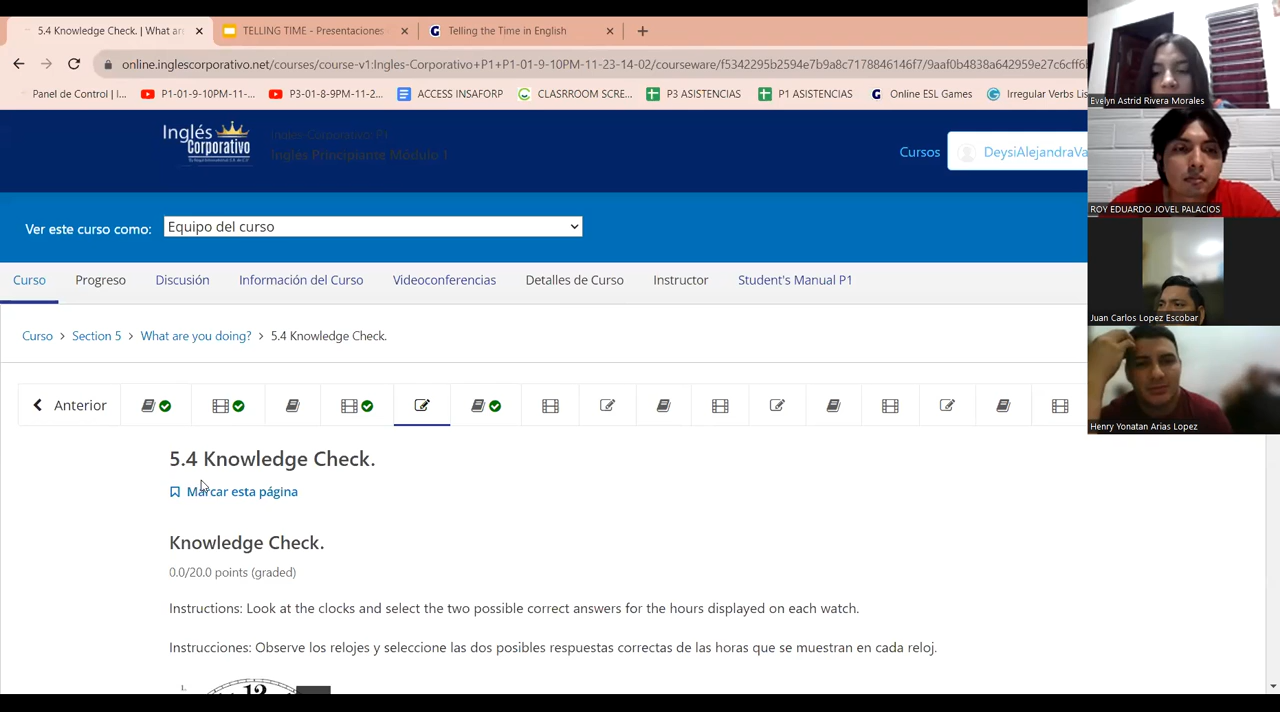 5.4 Knowledge Check. | What ar
TELLING TIME - Presentaciones
Telling the Time in English
online.inglescorporativo.net/courses/course-v1:Ingles-Corporativo+P1+P1-01-9-10PM-11-23-14-02/courseware/f5342295b2594e7b9a8c7178846146f7/9aaf0b4838a642959e27c6cff6b
Panel de Control | I...
P1-01-9-10PM-11-...
P3-01-8-9PM-11-2...
ACCESS INSAFORP
CLASRROOM SCRE...
P3 ASISTENCIAS
P1 ASISTENCIAS
Online ESL Games
Irregular Verbs Lis
Evelyn Astrid Rivera Morales
Inglés
Corporativo
Ingles-Corporativo: P1
Inglés Principiante Módulo 1
Cursos
DeysiAlejandraVa
ROY EDUARDO JOVEL PALACIOS
Ver este curso como:
Equipo del curso
Curso
Progreso
Discusión
Información del Curso
Videoconferencias
Detalles de Curso
Instructor
Student's Manual P1
Juan Carlos Lopez Escobar
Curso > Section 5 > What are you doing? > 5.4 Knowledge Check.
Anterior
Henry Yonatan Arias Lopez
5.4 Knowledge Check.
Marcar esta página
Knowledge Check.
0.0/20.0 points (graded)
Instructions: Look at the clocks and select the two possible correct answers for the hours displayed on each watch.
Instrucciones: Observe los relojes y seleccione las dos posibles respuestas correctas de las horas que se muestran en cada reloj.
1.
12